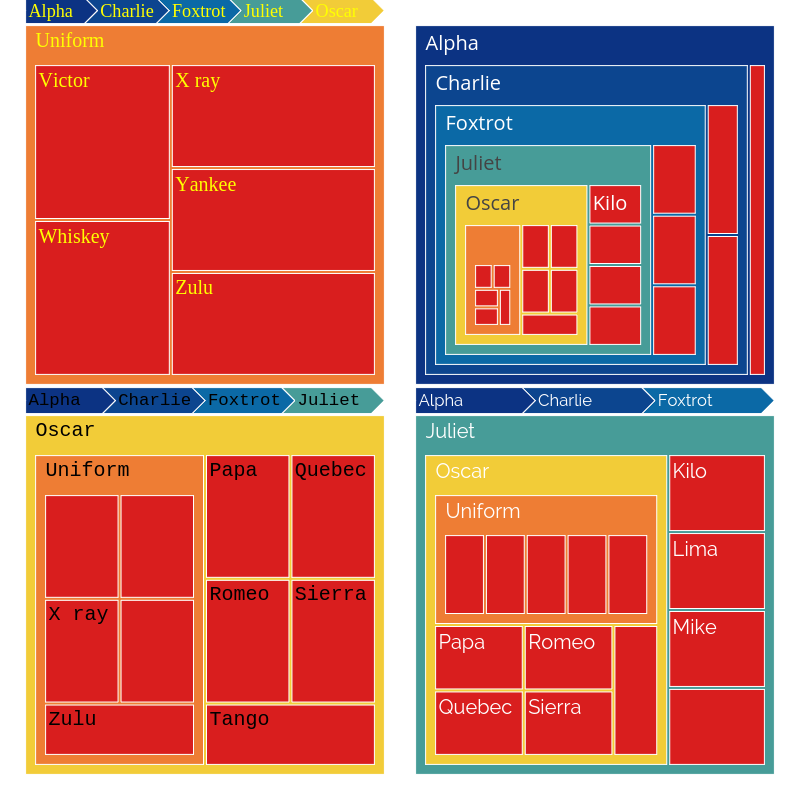 Alpha Charlie Foxtrot Juliet Oscar
Uniform
Victor
X ray
Yankee
Whiskey
Zulu
Alpha
Charlie
Foxtrot
Juliet
Oscar
Kilo
Alpha Charlie Foxtrot Juliet
Oscar
Uniform
Papa
Quebec
X ray
Romeo
Sierra
Zulu
Tango
Alpha Charlie Foxtrot
Juliet
Oscar
Kilo
Uniform
Lima
Papa
Romeo
Mike
Quebec
Sierra